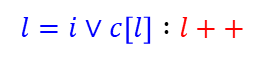 l = i ∨ c[l] : l + +